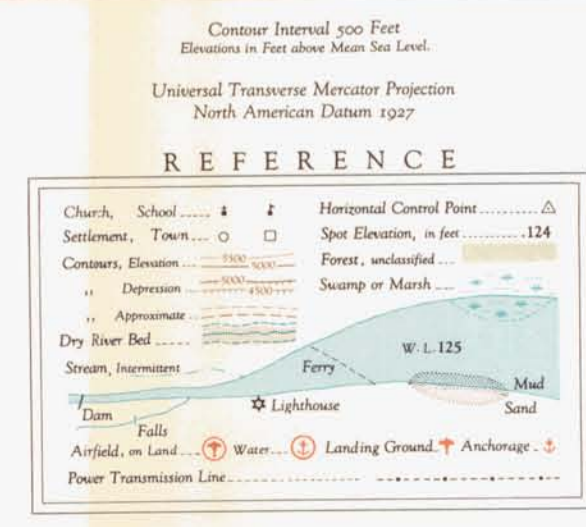 Contour Interval 500 Feet
Elevations in Feet above Mean Sea Level.
Universal Transverse Mercator Projection
North American Datum 1927
REFERENCE
Church, School
Settlement, Town
Contours, Elevation 5500 5000
,, Depression 5000 4500
,, Approximate
Dry River Bed
Stream, Intermittent
Horizontal Control Point
Spot Elevation, in feet .124
Forest, unclassified
Swamp or Marsh
W. L. 125
Ferry
Mud
Sand
Lighthouse
Dam
Falls
Airfield, on Land Water Landing Ground Anchorage
Power Transmission Line